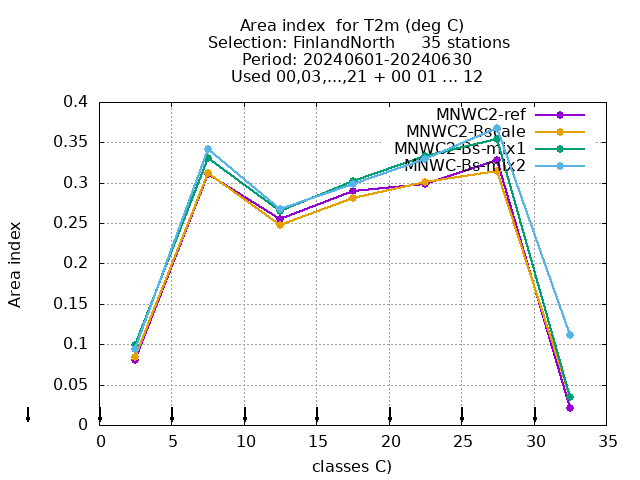 Area index for T2m (deg C)
Selection: FinlandNorth 35 stations
Period: 20240601-20240630
Used 00,03,...,21 + 00 01 ... 12
MNWC2-ref
MNWC2-Bscale
MNWC2-Bs-mix1
MNWC-Bs-mix2
0.4
0.35
0.3
0.25
0.2
0.15
0.1
0.05
0
Area index
0 5 10 15 20 25 30 35
classes C)